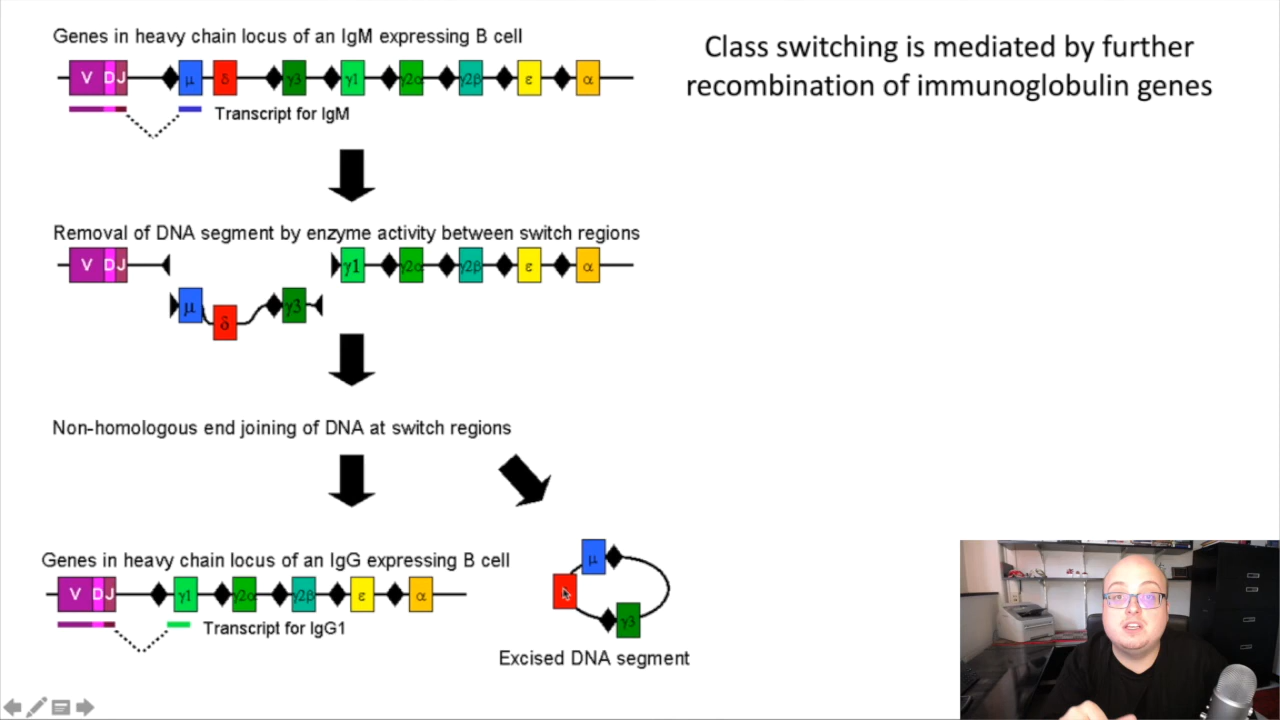 Genes in heavy chain locus of an IgM expressing B cell
Class switching is mediated by further
recombination of immunoglobulin genes
V DJ μ δ γ3 γ1 γ2α γ2β ε α
Transcript for IgM
Removal of DNA segment by enzyme activity between switch regions
V DJ γ1 γ2α γ2β ε α
μ δ γ3
Non-homologous end joining of DNA at switch regions
Genes in heavy chain locus of an IgG expressing B cell
V DJ γ1 γ2α γ2β ε α
Transcript for IgG1
μ
γ3
Excised DNA segment